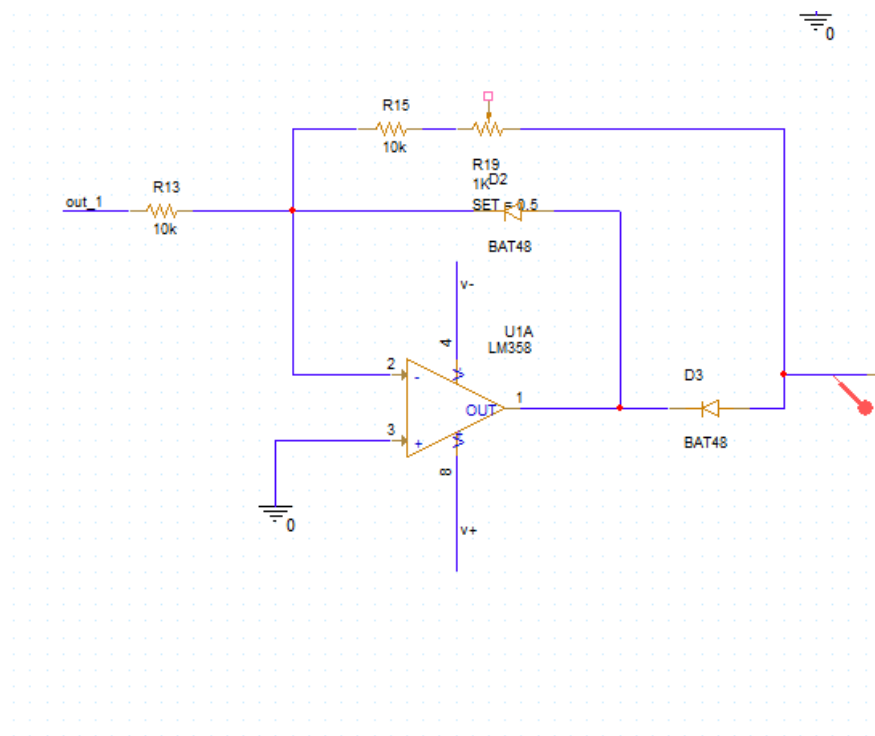 0
R15
10k
R19
1K
D2
SET = 0.5
BAT48
out_1
R13
10k
v-
4
U1A
LM358
2
-
V-
OUT
1
3
+
V+
8
v+
0
D3
BAT48